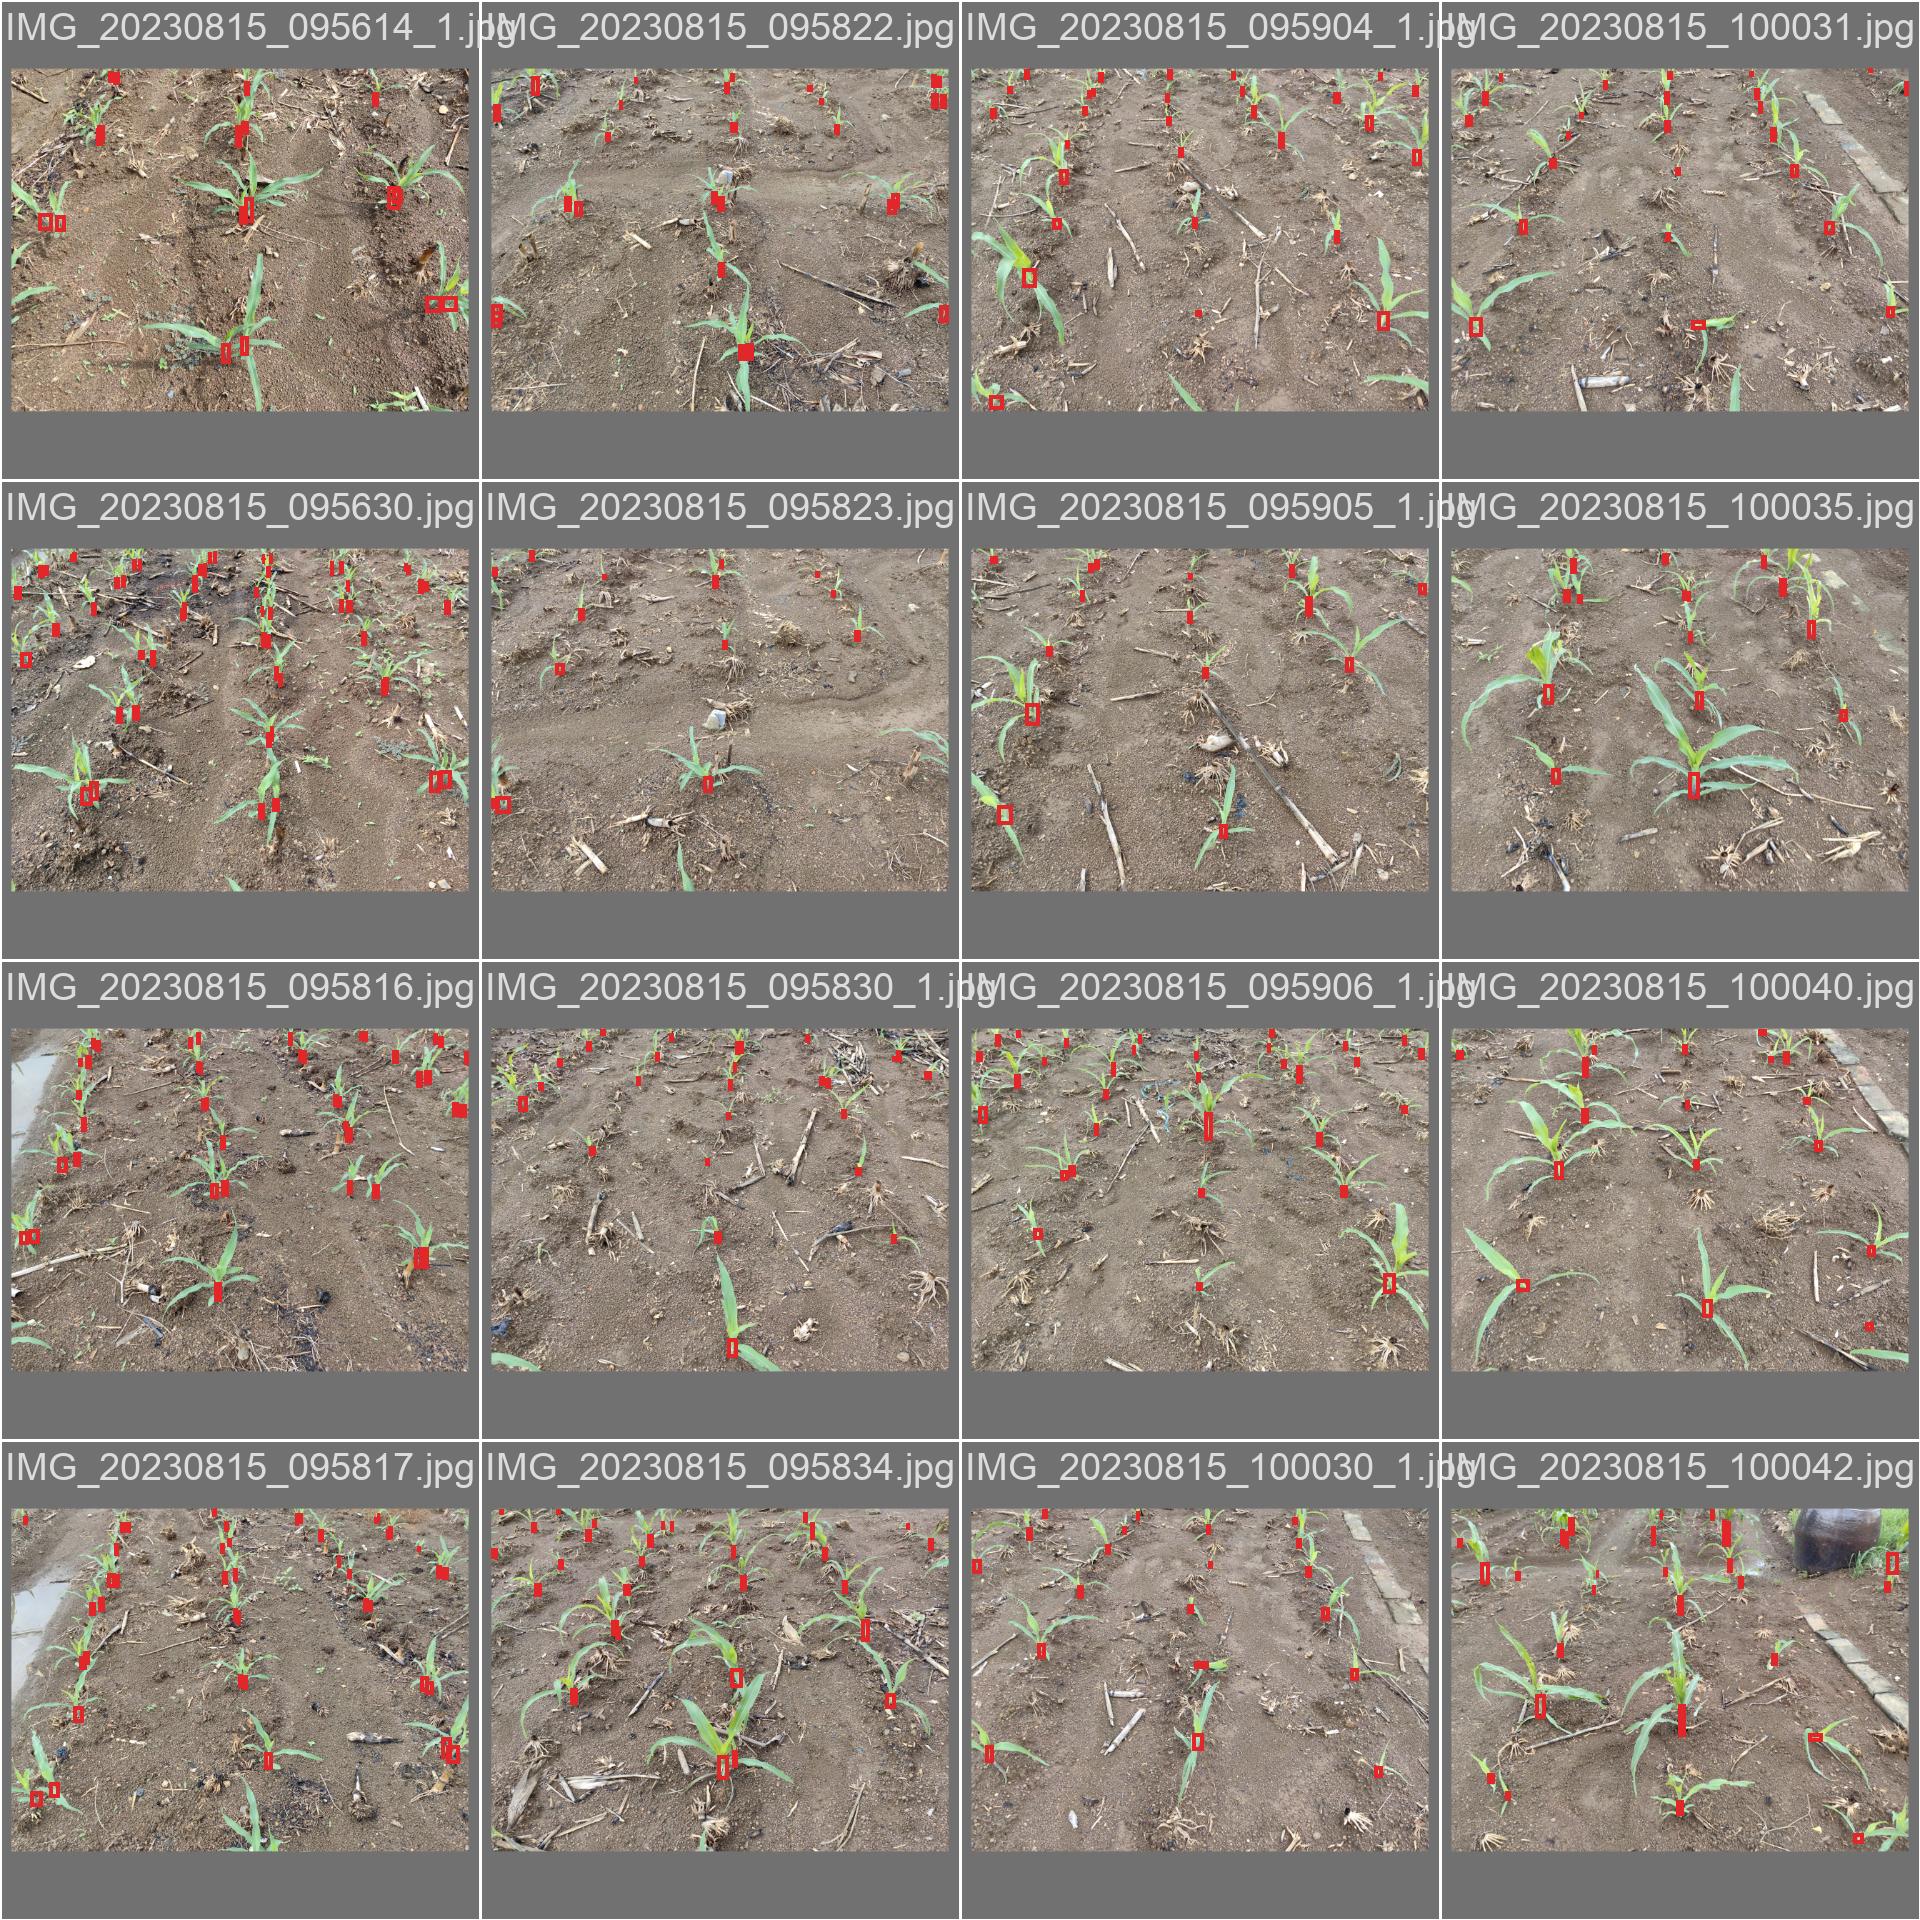 IMG_20230815_095614_1.jpg
IMG_20230815_095822.jpg
IMG_20230815_095904_1.jpg
IMG_20230815_100031.jpg
IMG_20230815_095630.jpg
IMG_20230815_095823.jpg
IMG_20230815_095905_1.jpg
IMG_20230815_100035.jpg
IMG_20230815_095816.jpg
IMG_20230815_095830_1.jpg
IMG_20230815_095906_1.jpg
IMG_20230815_100040.jpg
IMG_20230815_095817.jpg
IMG_20230815_095834.jpg
IMG_20230815_100030_1.jpg
IMG_20230815_100042.jpg